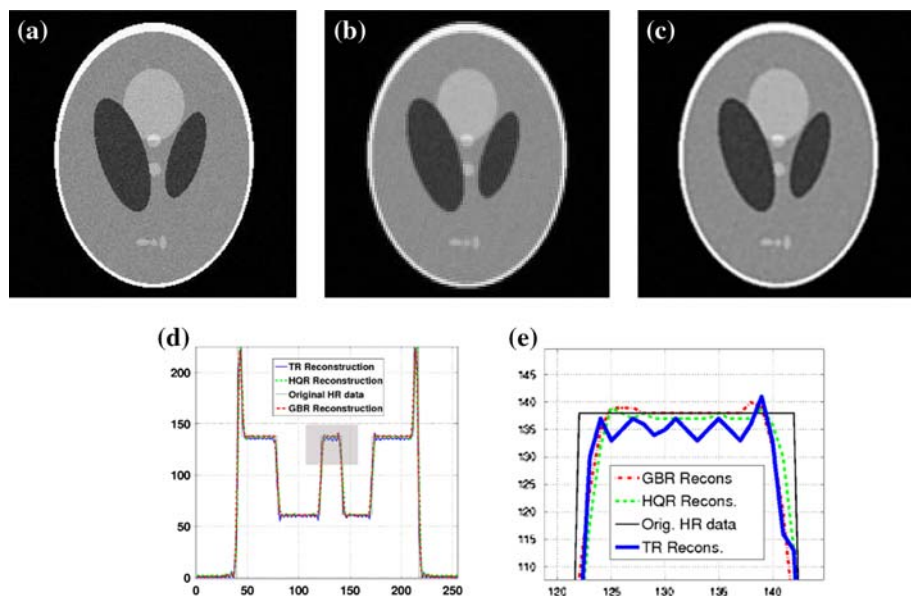 (a)
(b)
(c)
(d)
200
150
100
50
0
0 50 100 150 200 250
TR Reconstruction
HQR Reconstruction
Original HR data
GBR Reconstruction
(e)
145
140
135
130
125
120
115
110
120 125 130 135 140
GBR Recons
HQR Recons.
Orig. HR data
TR Recons.